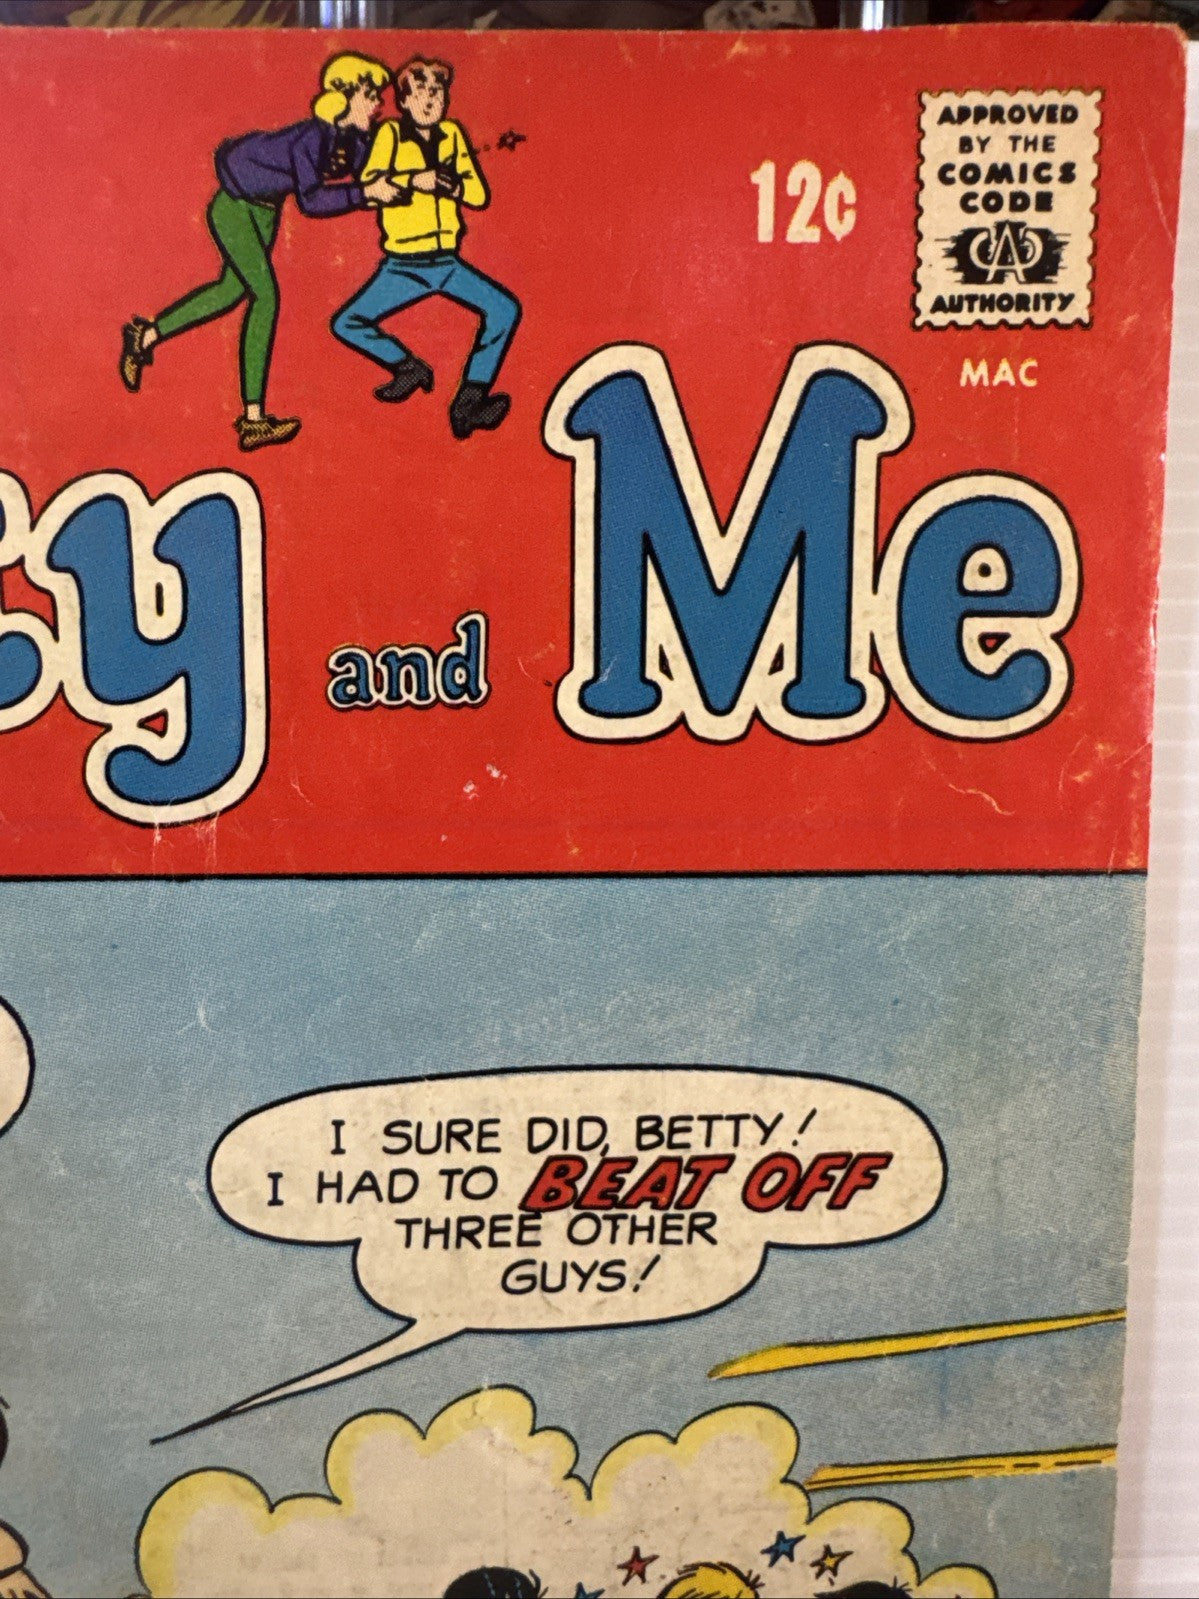 APPROVED
BY THE
COMICS
CODE
CA
AUTHORITY
12¢
MAC
ty and Me
I SURE DID, BETTY!
I HAD TO BEAT OFF
THREE OTHER
GUYS!